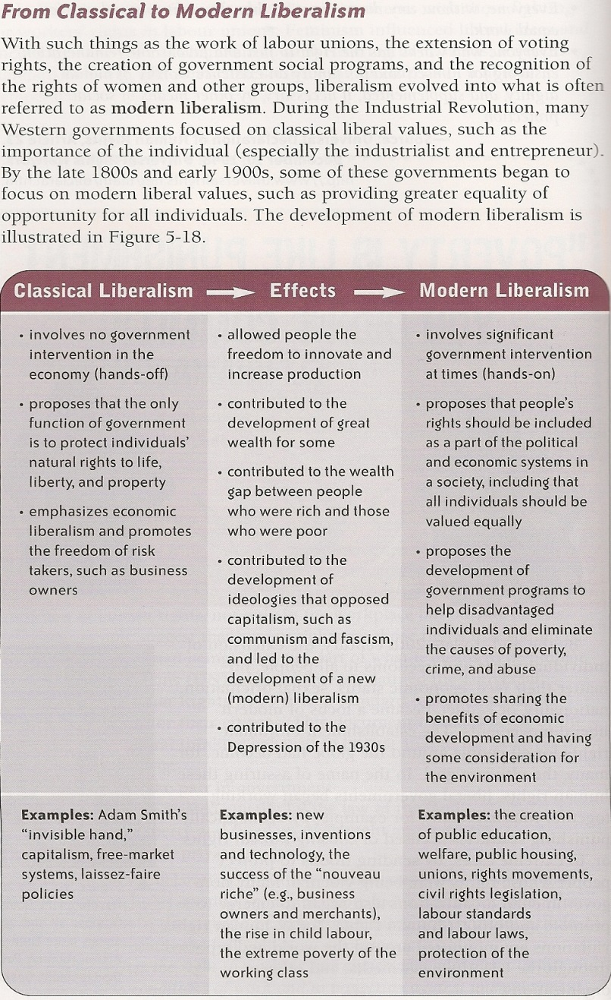 From Classical to Modern Liberalism
With such things as the work of labour unions, the extension of voting
rights, the creation of government social programs, and the recognition of
the rights of women and other groups, liberalism evolved into what is often
referred to as modern liberalism. During the Industrial Revolution, many
Western governments focused on classical liberal values, such as the
importance of the individual (especially the industrialist and entrepreneur).
By the late 1800s and early 1900s, some of these governments began to
focus on modern liberal values, such as providing greater equality of
opportunity for all individuals. The development of modern liberalism is
illustrated in Figure 5-18.
Classical Liberalism → Effects → Modern Liberalism
• involves no government
intervention in the
economy (hands-off)
• proposes that the only
function of government
is to protect individuals'
natural rights to life,
liberty, and property
• emphasizes economic
liberalism and promotes
the freedom of risk
takers, such as business
owners
• allowed people the
freedom to innovate and
increase production
• contributed to the
development of great
wealth for some
• contributed to the wealth
gap between people
who were rich and those
who were poor
• contributed to the
development of
ideologies that opposed
capitalism, such as
communism and fascism,
and led to the
development of a new
(modern) liberalism
• contributed to the
Depression of the 1930s
• involves significant
government intervention
at times (hands-on)
• proposes that people's
rights should be included
as a part of the political
and economic systems in
a society, including that
all individuals should be
valued equally
• proposes the
development of
government programs to
help disadvantaged
individuals and eliminate
the causes of poverty,
crime, and abuse
• promotes sharing the
benefits of economic
development and having
some consideration for
the environment
Examples: Adam Smith's
"invisible hand,"
capitalism, free-market
systems, laissez-faire
policies
Examples: new
businesses, inventions
and technology, the
success of the "nouveau
riche" (e.g., business
owners and merchants),
the rise in child labour,
the extreme poverty of the
working class
Examples: the creation
of public education,
welfare, public housing,
unions, rights movements,
civil rights legislation,
labour standards
and labour laws,
protection of the
environment